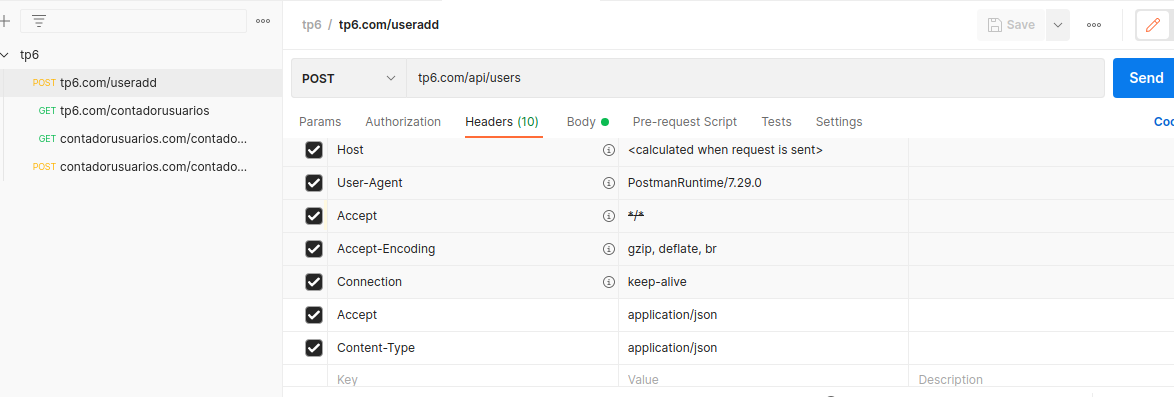 tp6 / tp6.com/useradd
Save
tp6
POST tp6.com/useradd
GET tp6.com/contadorusuarios
GET contadorusuarios.com/contado...
POST contadorusuarios.com/contado...
POST tp6.com/api/users Send
Params Authorization Headers (10) Body Pre-request Script Tests Settings Coo
Host <calculated when request is sent>
User-Agent PostmanRuntime/7.29.0
Accept */*
Accept-Encoding gzip, deflate, br
Connection keep-alive
Accept application/json
Content-Type application/json
Key Value Description